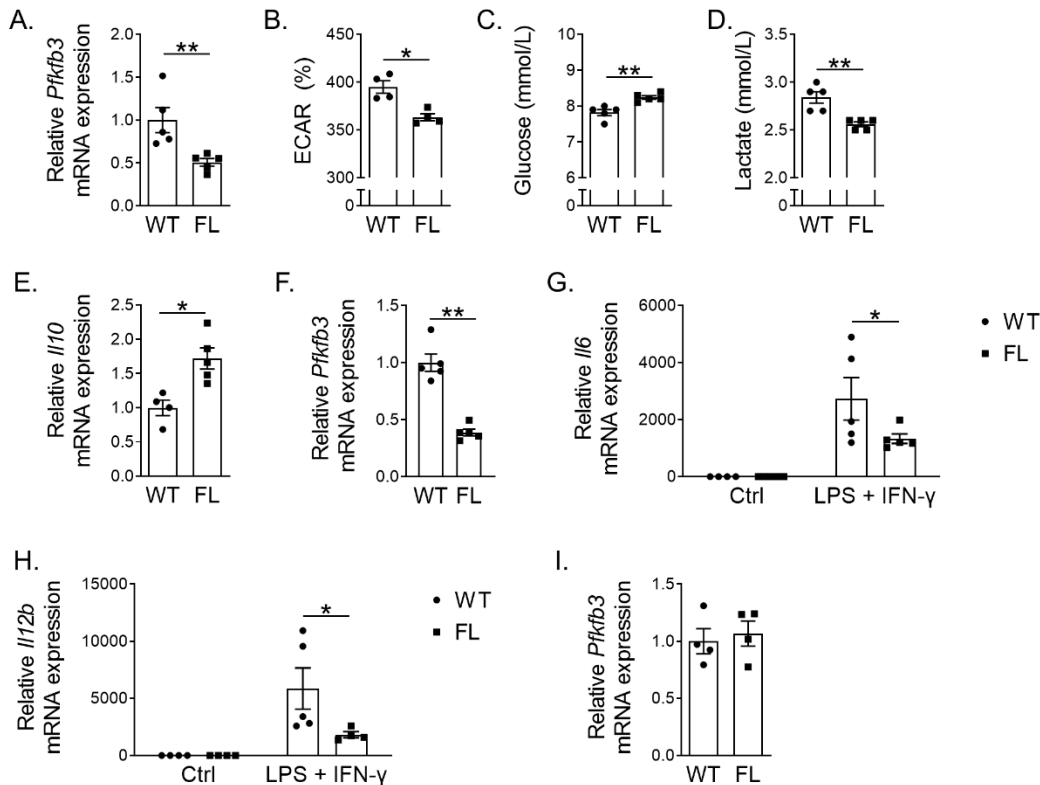 A.
Relative Pfkfb3
mRNA expression
2.0
1.5
1.0
0.5
0.0
**
WT FL
B.
ECAR (%)
450
400
350
300
0
*
WT FL
C.
Glucose (mmol/L)
10
9
8
7
6
0
**
WT FL
D.
Lactate (mmol/L)
3.5
3.0
2.5
2.0
0
**
WT FL
E.
Relative Il10
mRNA expression
2.5
2.0
1.5
1.0
0.5
0.0
*
WT FL
F.
Relative Pfkfb3
mRNA expression
1.5
1.0
0.5
0.0
**
WT FL
G.
Relative Il6
mRNA expression
6000
4000
2000
0
*
Ctrl LPS + IFN-γ
WT
FL
H.
Relative Il12b
mRNA expression
15000
10000
5000
0
*
Ctrl LPS + IFN-γ
WT
FL
I.
Relative Pfkfb3
mRNA expression
1.5
1.0
0.5
0.0
WT FL